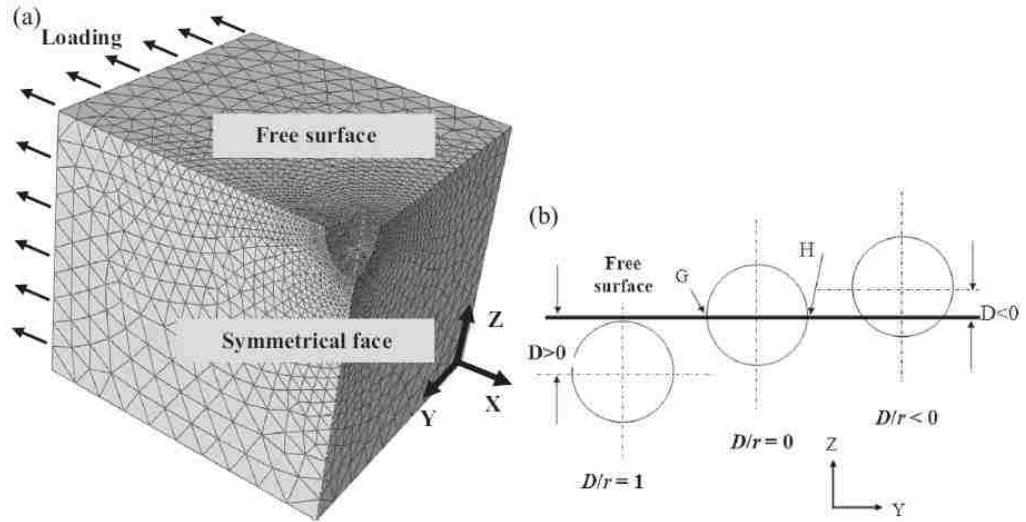 (a)
Loading
Free surface
Symmetrical face
Z
X
Y
(b)
Free
surface
G
H
D>0
D<0
D/r = 1
D/r = 0
D/r < 0
Z
Y